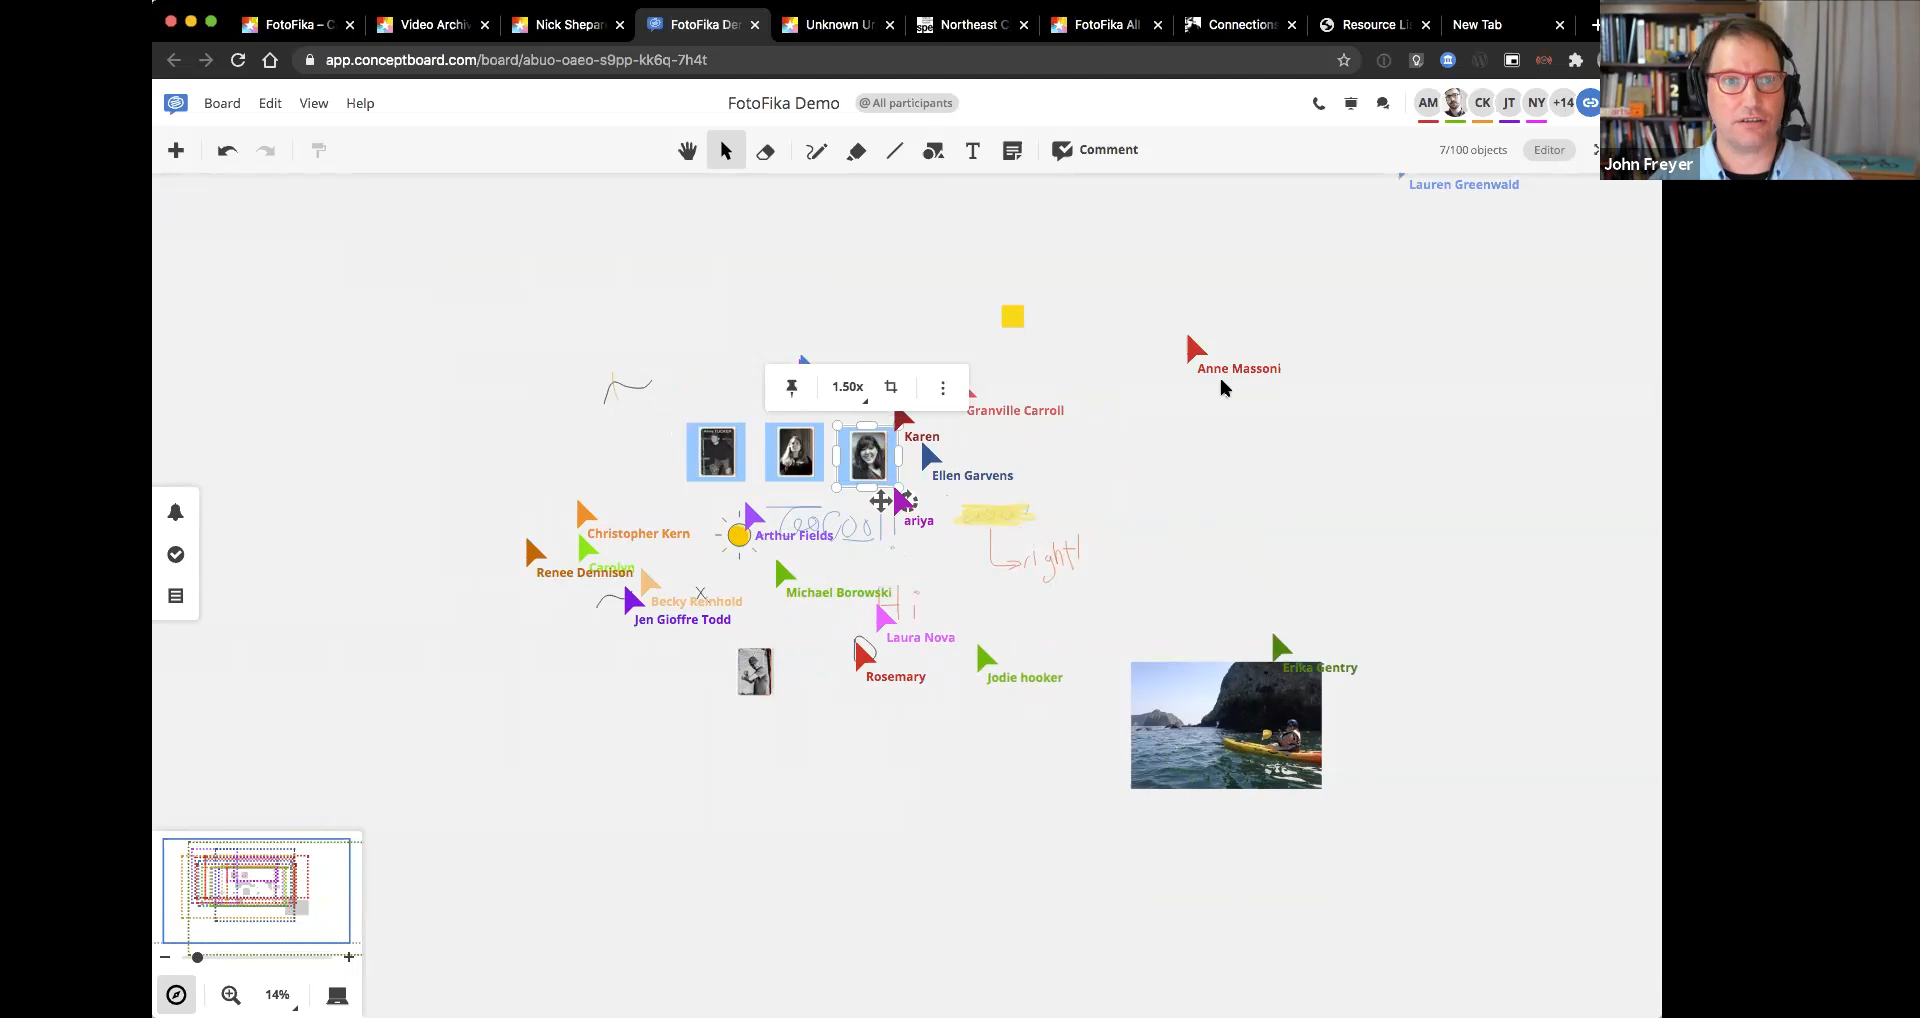 FotoFika – C
Video Archiv
Nick Shepar
FotoFika De
Unknown Ur
Northeast C
FotoFika All
Connections
Resource Li
New Tab
app.conceptboard.com/board/abuo-oaeo-s9pp-kk6q-7h4t
Board Edit View Help
FotoFika Demo
@ All participants
AM CK JT NY +14
Comment
7/100 objects
Editor
John Freyer
Lauren Greenwald
Anne Massoni
1.50x
Granville Carroll
Karen
Ellen Garvens
ariya
Christopher Kern
Arthur Fields
Carolyn
Renee Dennison
right!
Becky Reinhold
Michael Borowski
Hi
Jen Gioffre Todd
Laura Nova
Rosemary
Jodie hooker
Erika Gentry
14%